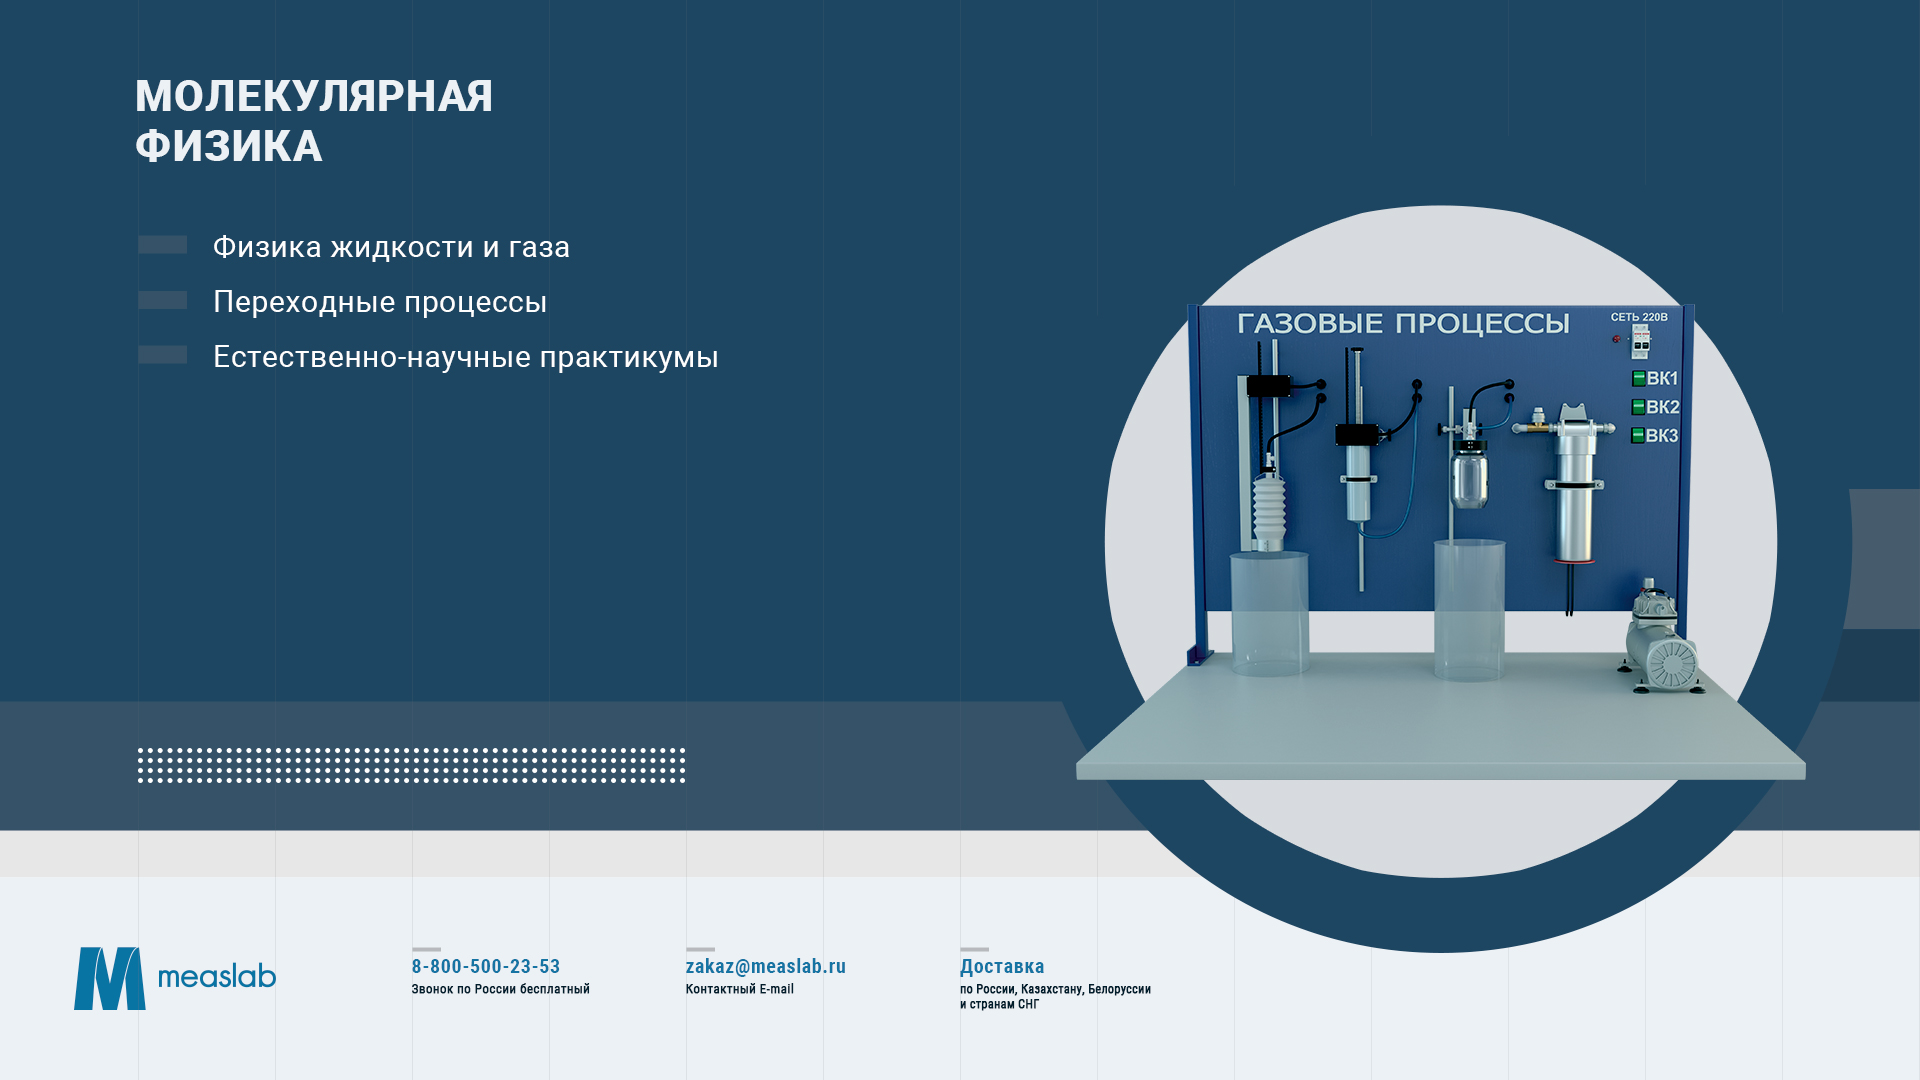 МОЛЕКУЛЯРНАЯ
ФИЗИКА
Физика жидкости и газа
Переходные процессы
Естественно-научные практикумы
ГАЗОВЫЕ ПРОЦЕССЫ
СЕТЬ 220В
ВК1
ВК2
ВК3
measlab
8-800-500-23-53
Звонок по России бесплатный
zakaz@measlab.ru
Контактный E-mail
Доставка
по России, Казахстану, Белоруссии
и странам СНГ